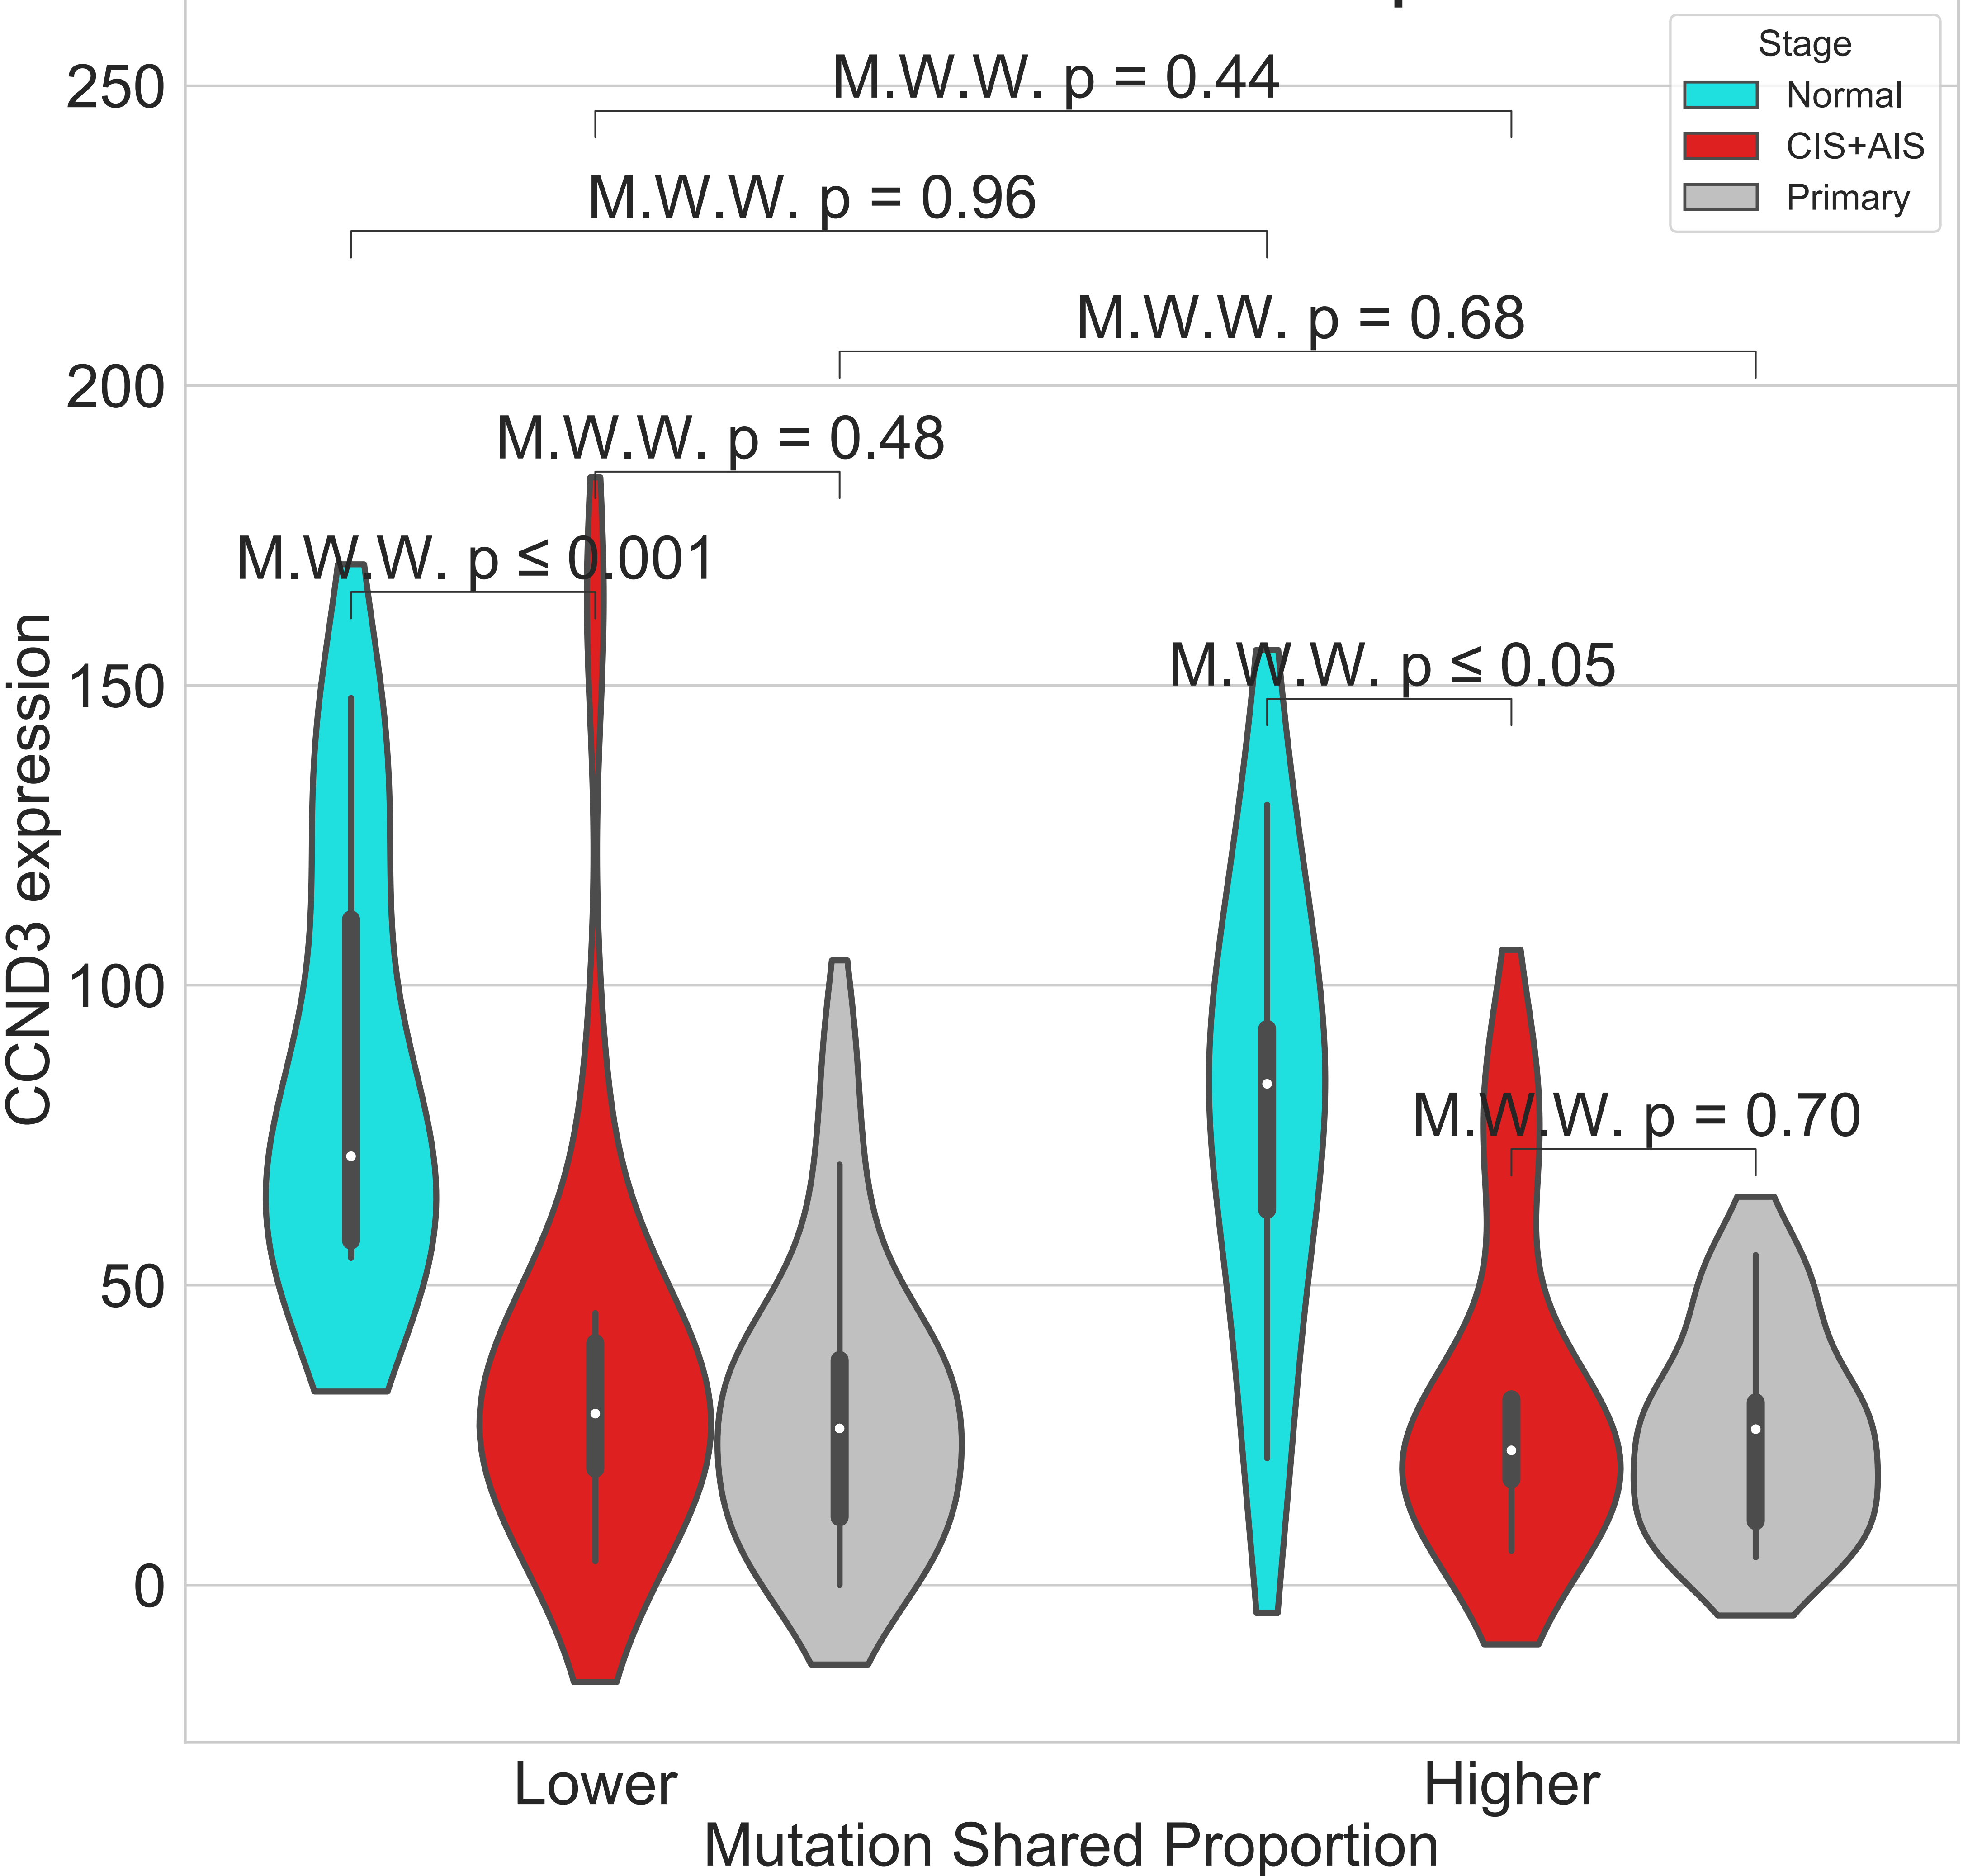 Stage
Normal
CIS+AIS
Primary
M.W.W. p = 0.44
M.W.W. p = 0.96
M.W.W. p = 0.68
M.W.W. p = 0.48
M.W.W. p ≤ 0.001
M.W.W. p ≤ 0.05
M.W.W. p = 0.70
250
200
150
100
50
0
CCND3 expression
Lower
Higher
Mutation Shared Proportion